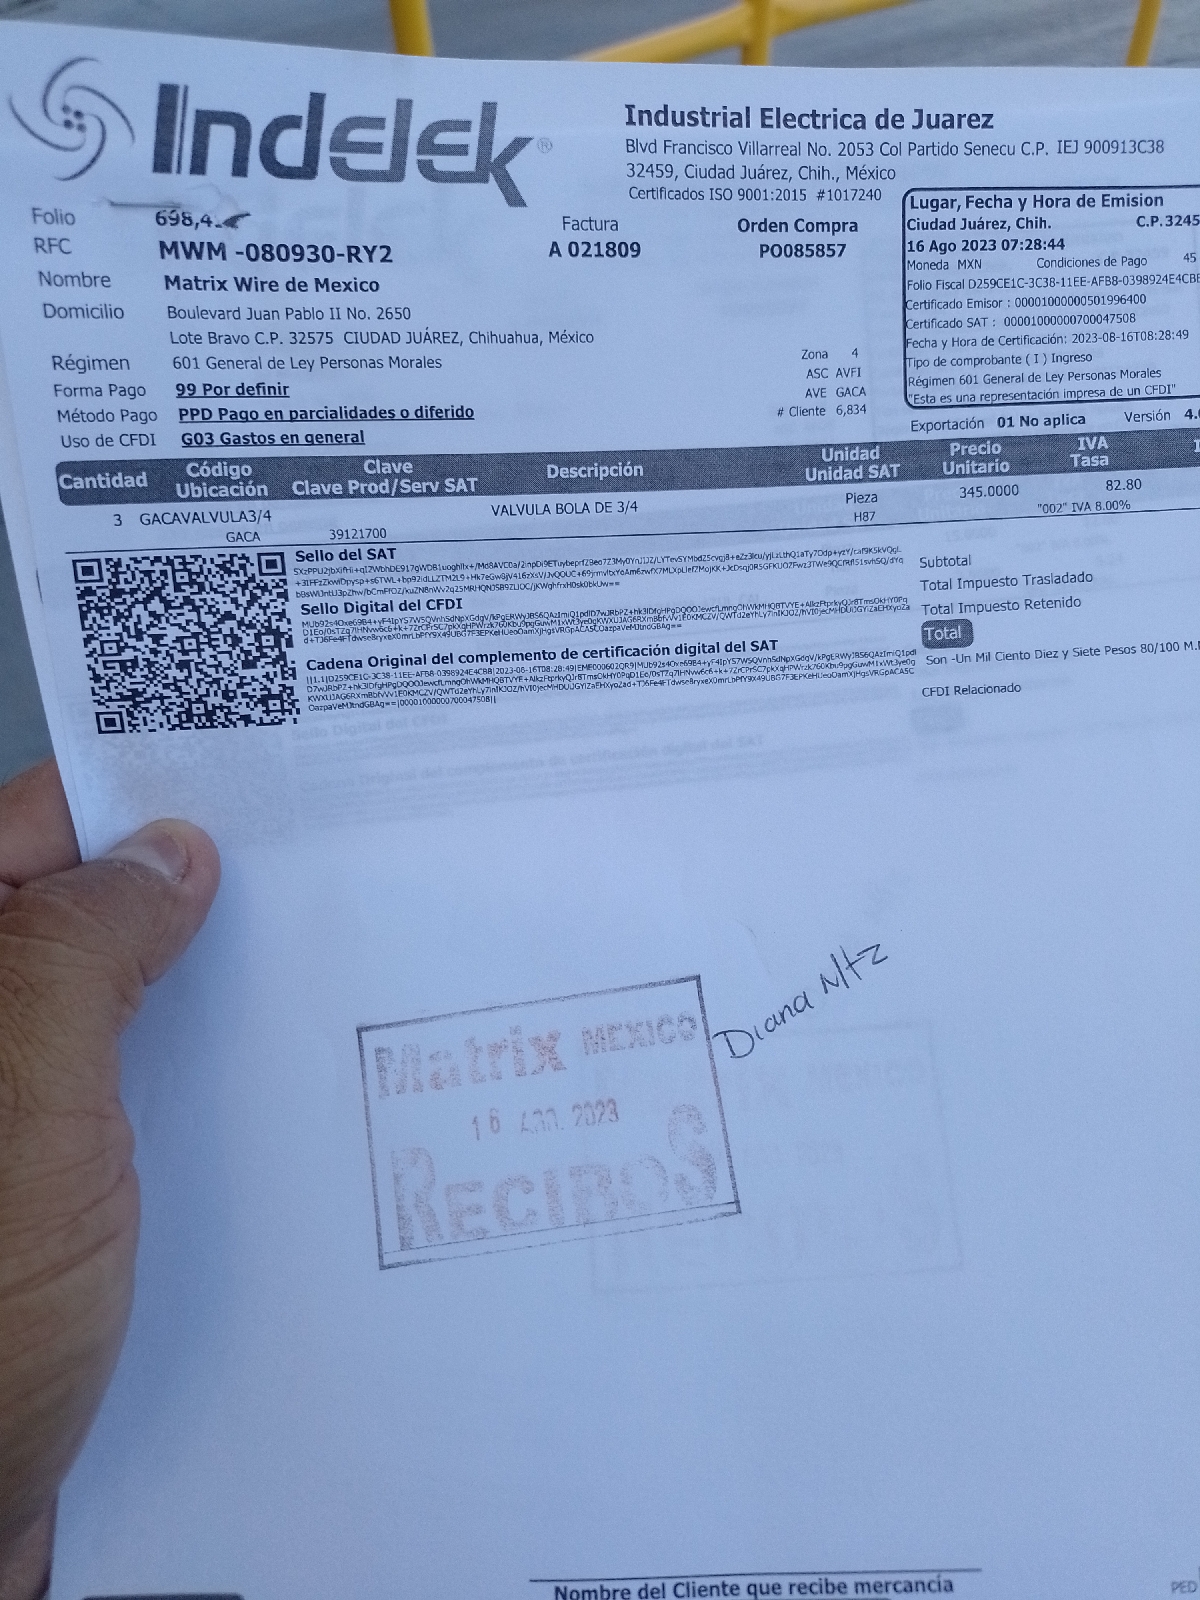 Indelek®
Industrial Electrica de Juarez
Blvd Francisco Villarreal No. 2053 Col Partido Senecu C.P. IEJ 900913C38
32459, Ciudad Juárez, Chih., México
Certificados ISO 9001:2015 #1017240
Folio 698,4
RFC MWM -080930-RY2
Factura
A 021809
Orden Compra
PO085857
Nombre Matrix Wire de Mexico
Domicilio Boulevard Juan Pablo II No. 2650
Lote Bravo C.P. 32575 CIUDAD JUÁREZ, Chihuahua, México
Régimen 601 General de Ley Personas Morales
Forma Pago 99 Por definir
Método Pago PPD Pago en parcialidades o diferido
Uso de CFDI G03 Gastos en general
Zona 4
ASC AVFI
AVE GACA
# Cliente 6,834
Lugar, Fecha y Hora de Emision
Ciudad Juárez, Chih. C.P. 3245
16 Ago 2023 07:28:44
Moneda MXN Condiciones de Pago 45
Folio Fiscal D259CE1C-3C38-11EE-AFB8-0398924E4CBB
Certificado Emisor : 00001000000501996400
Certificado SAT : 00001000000700047508
Fecha y Hora de Certificación: 2023-08-16T08:28:49
Tipo de comprobante ( I ) Ingreso
Régimen 601 General de Ley Personas Morales
"Esta es una representación impresa de un CFDI"
Exportación 01 No aplica Versión 4.
Cantidad Código Ubicación Clave Clave Prod/Serv SAT Descripción Unidad Unidad SAT Precio Unitario IVA Tasa
3 GACAVALVULA3/4 VALVULA BOLA DE 3/4 Pieza 345.0000 82.80
GACA 39121700 H87 "002" IVA 8.00%
Sello del SAT
Sello Digital del CFDI
Cadena Original del complemento de certificación digital del SAT
Subtotal
Total Impuesto Trasladado
Total Impuesto Retenido
Total
Son -Un Mil Ciento Diez y Siete Pesos 80/100 M.
CFDI Relacionado
Diana Mtz
Matrix MEXICO
16 AGO. 2023
RECIBOS
Nombre del Cliente que recibe mercancía
PED